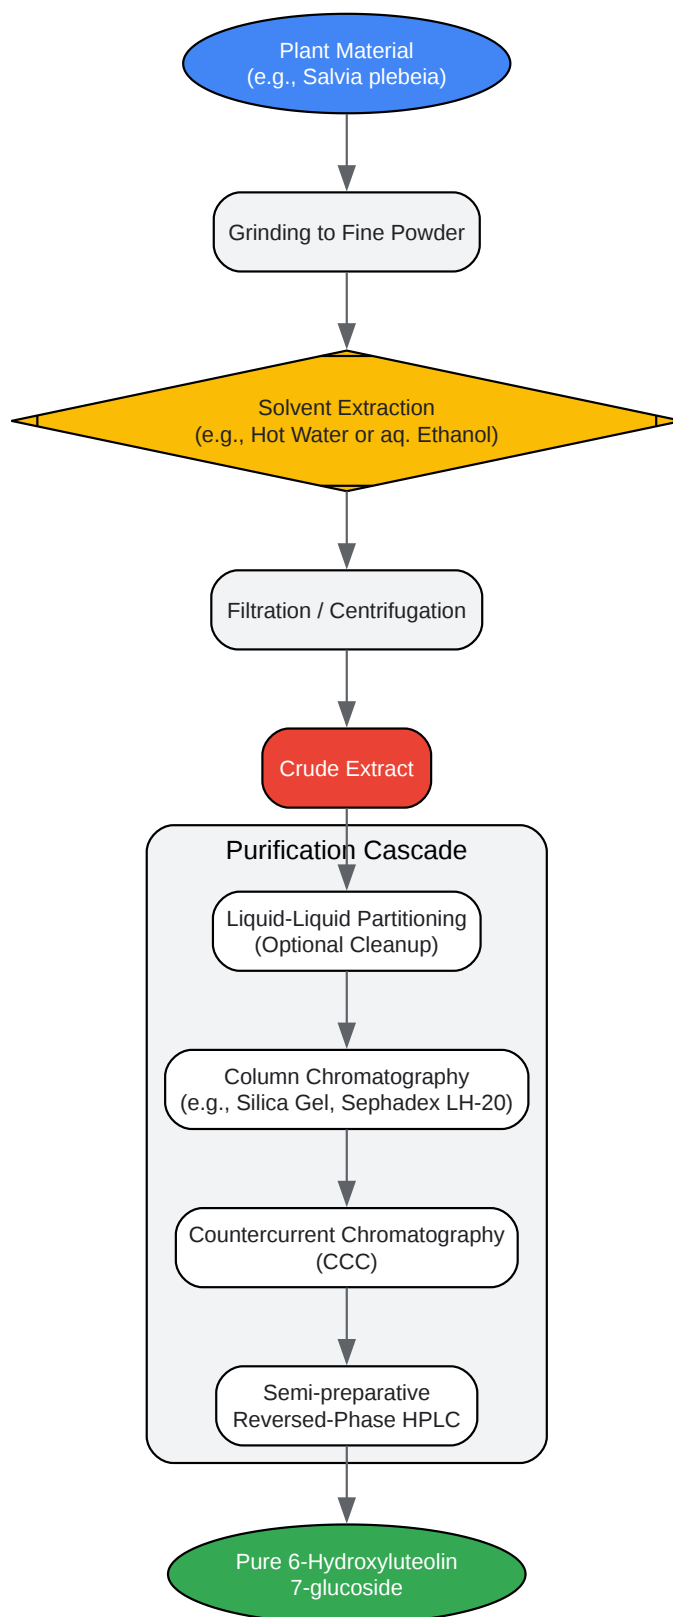 Plant Material
(e.g., Salvia plebeia)
Grinding to Fine Powder
Solvent Extraction
(e.g., Hot Water or aq. Ethanol)
Filtration / Centrifugation
Crude Extract
Purification Cascade
Liquid-Liquid Partitioning
(Optional Cleanup)
Column Chromatography
(e.g., Silica Gel, Sephadex LH-20)
Countercurrent Chromatography
(CCC)
Semi-preparative
Reversed-Phase HPLC
Pure 6-Hydroxyluteolin
7-glucoside